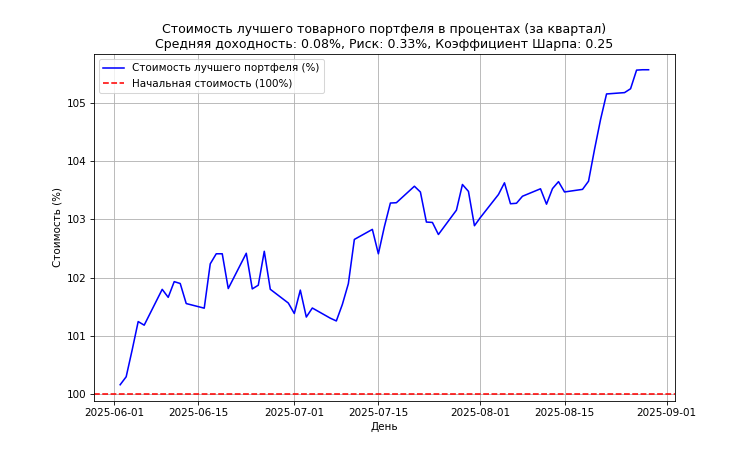 Стоимость лучшего товарного портфеля в процентах (за квартал)
Средняя доходность: 0.08%, Риск: 0.33%, Коэффициент Шарпа: 0.25
Стоимость лучшего портфеля (%)
Начальная стоимость (100%)
Стоимость (%)
105
104
103
102
101
100
2025-06-01 2025-06-15 2025-07-01 2025-07-15 2025-08-01 2025-08-15 2025-09-01
День